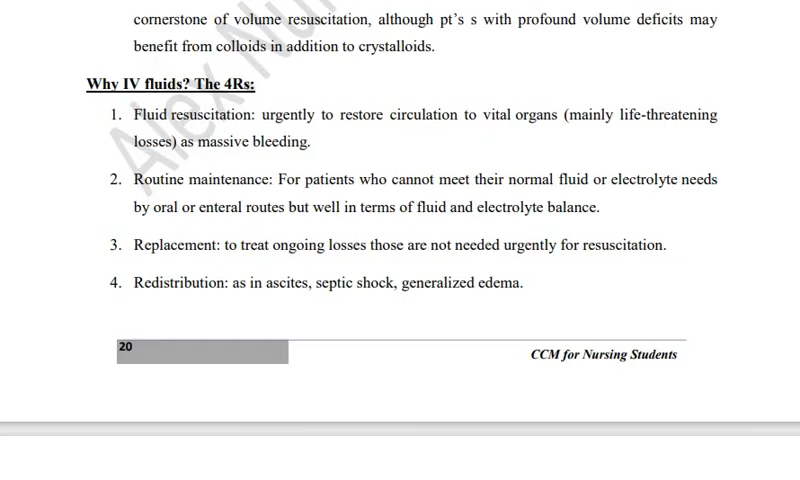 cornerstone of volume resuscitation, although pt's s with profound volume deficits may
benefit from colloids in addition to crystalloids.
Why IV fluids? The 4Rs:
1. Fluid resuscitation: urgently to restore circulation to vital organs (mainly life-threatening
losses) as massive bleeding.
2. Routine maintenance: For patients who cannot meet their normal fluid or electrolyte needs
by oral or enteral routes but well in terms of fluid and electrolyte balance.
3. Replacement: to treat ongoing losses those are not needed urgently for resuscitation.
4. Redistribution: as in ascites, septic shock, generalized edema.
20
CCM for Nursing Students
Alex Nu